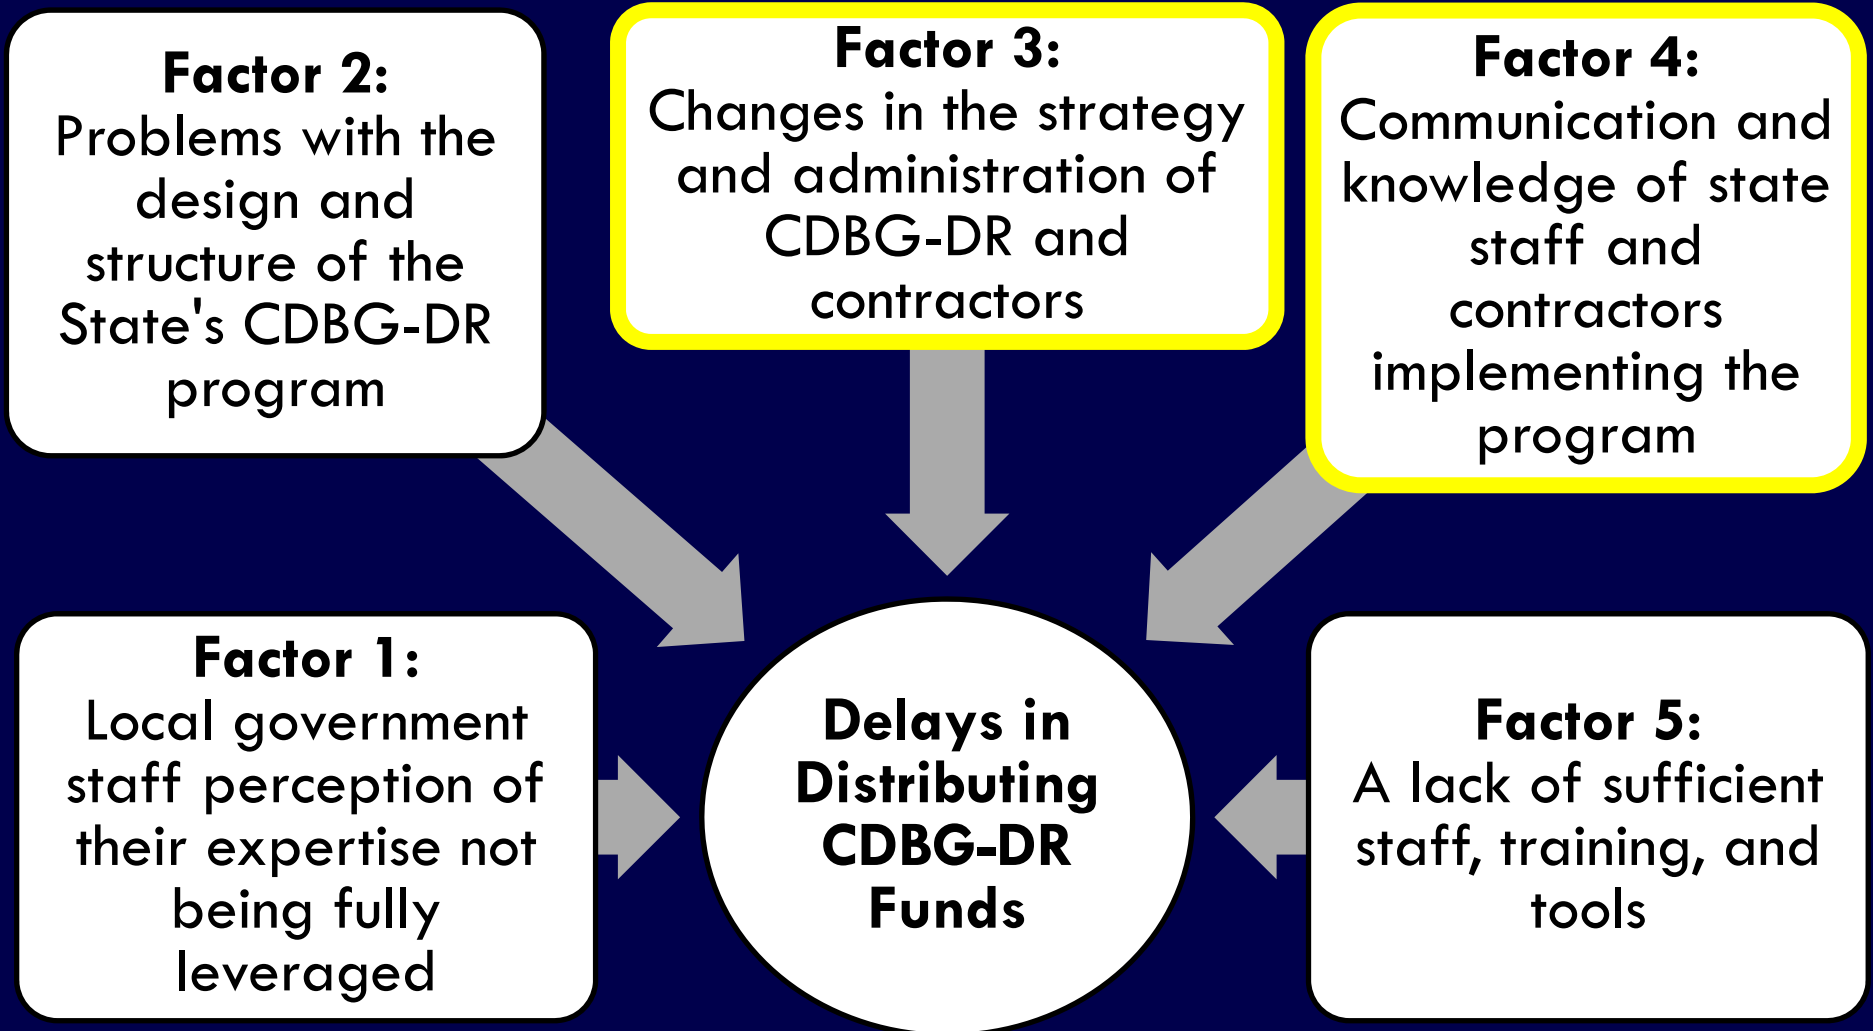 Factor 2:
Problems with the
design and
structure of the
State's CDBG-DR
program
Factor 3:
Changes in the strategy
and administration of
CDBG-DR and
contractors
Factor 4:
Communication and
knowledge of state
staff and
contractors
implementing the
program
Factor 1:
Local government
staff perception of
their expertise not
being fully
leveraged
Delays in
Distributing
CDBG-DR
Funds
Factor 5:
A lack of sufficient
staff, training, and
tools